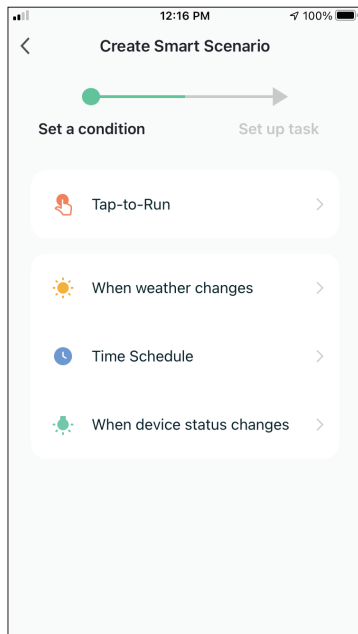 12:16 PM 100%
Create Smart Scenario
Set a condition Set up task
Tap-to-Run
When weather changes
Time Schedule
When device status changes